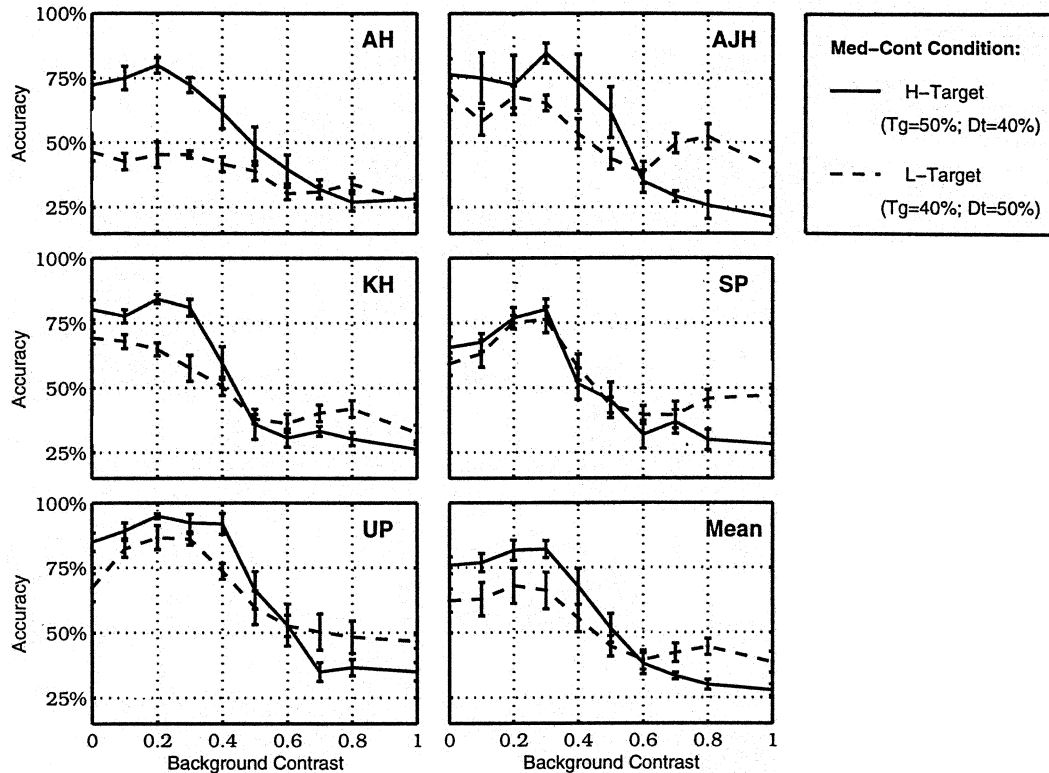 100%
75%
50%
25%
Accuracy
AH
AJH
Med-Cont Condition:
H-Target
(Tg=50%; Dt=40%)
L-Target
(Tg=40%; Dt=50%)
100%
75%
50%
25%
Accuracy
KH
SP
100%
75%
50%
25%
Accuracy
UP
Mean
0 0.2 0.4 0.6 0.8 1
Background Contrast
0 0.2 0.4 0.6 0.8 1
Background Contrast